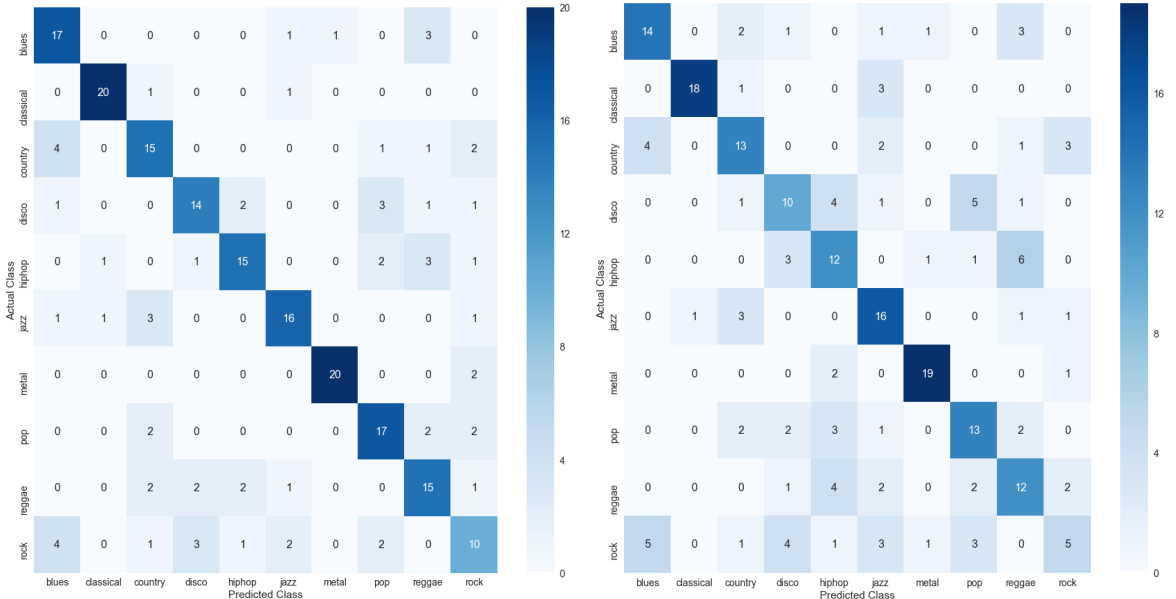 blues 17 0 0 0 0 1 1 0 3 0
classical 0 20 1 0 0 1 0 0 0 0
country 4 0 15 0 0 0 0 1 1 2
disco 1 0 0 14 2 0 0 3 1 1
hiphop 0 1 0 1 15 0 0 2 3 1
jazz 1 1 3 0 0 16 0 0 0 1
metal 0 0 0 0 0 0 20 0 0 2
pop 0 0 2 0 0 0 0 17 2 2
reggae 0 0 2 2 2 1 0 0 15 1
rock 4 0 1 3 1 2 0 2 0 10
Actual Class
blues classical country disco hiphop jazz metal pop reggae rock
Predicted Class
20
16
12
8
4
0
blues 14 0 2 1 0 1 1 0 3 0
classical 0 18 1 0 0 3 0 0 0 0
country 4 0 13 0 0 2 0 0 1 3
disco 0 0 1 10 4 1 0 5 1 0
hiphop 0 0 0 3 12 0 1 1 6 0
jazz 0 1 3 0 0 16 0 0 1 1
metal 0 0 0 0 2 0 19 0 0 1
pop 0 0 2 2 3 1 0 13 2 0
reggae 0 0 0 1 4 2 0 2 12 2
rock 5 0 1 4 1 3 1 3 0 5
Actual Class
blues classical country disco hiphop jazz metal pop reggae rock
Predicted Class
16
12
8
4
0